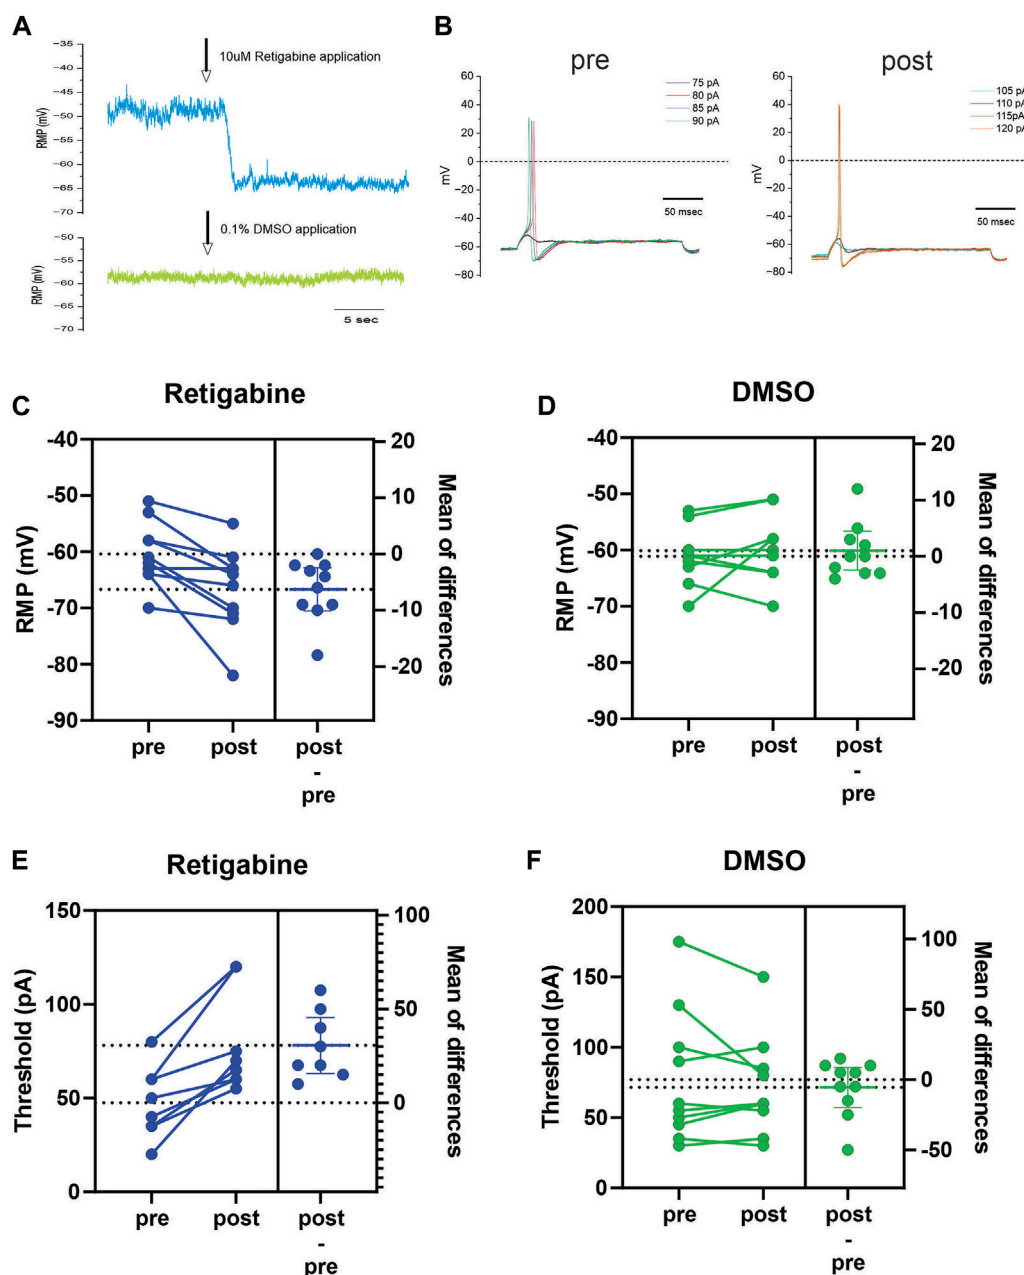 A
−35
−40
−45
−50
−55
−60
−65
−70
RMP (mV)
10uM Retigabine application
0.1% DMSO application
−50
−55
−60
−65
−70
RMP (mV)
5 sec
B
pre
60
40
20
0
−20
−40
−60
−80
mV
75 pA
80 pA
85 pA
90 pA
50 msec
post
60
40
20
0
−20
−40
−60
−80
mV
105 pA
110 pA
115pA
120 pA
50 msec
C
Retigabine
-40
-50
-60
-70
-80
-90
RMP (mV)
20
10
0
-10
-20
Mean of differences
pre
post
post
-
pre
D
DMSO
-40
-50
-60
-70
-80
-90
RMP (mV)
20
10
0
-10
-20
Mean of differences
pre
post
post
-
pre
E
Retigabine
150
100
50
0
Threshold (pA)
100
50
0
Mean of differences
pre
post
post
-
pre
F
DMSO
200
150
100
50
0
Threshold (pA)
100
50
0
-50
Mean of differences
pre
post
post
-
pre